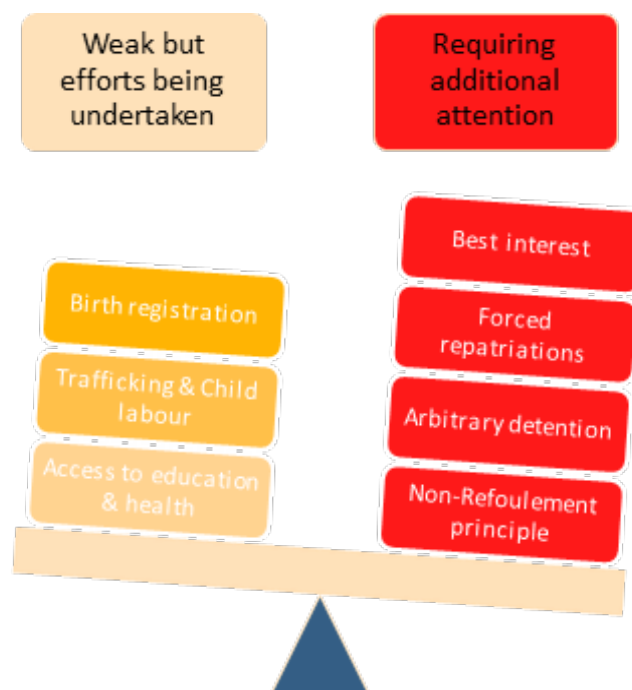 Weak but
efforts being
undertaken
Requiring
additional
attention
Birth registration
Trafficking & Child
labour
Access to education
& health
Best interest
Forced
repatriations
Arbitrary detention
Non-Refoulement
principle